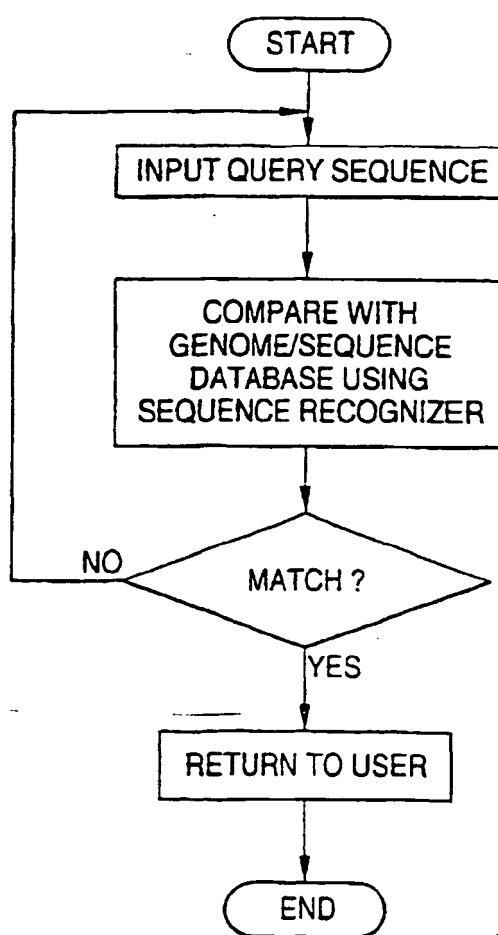 START
INPUT QUERY SEQUENCE
COMPARE WITH
GENOME/SEQUENCE
DATABASE USING
SEQUENCE RECOGNIZER
NO
MATCH ?
YES
RETURN TO USER
END